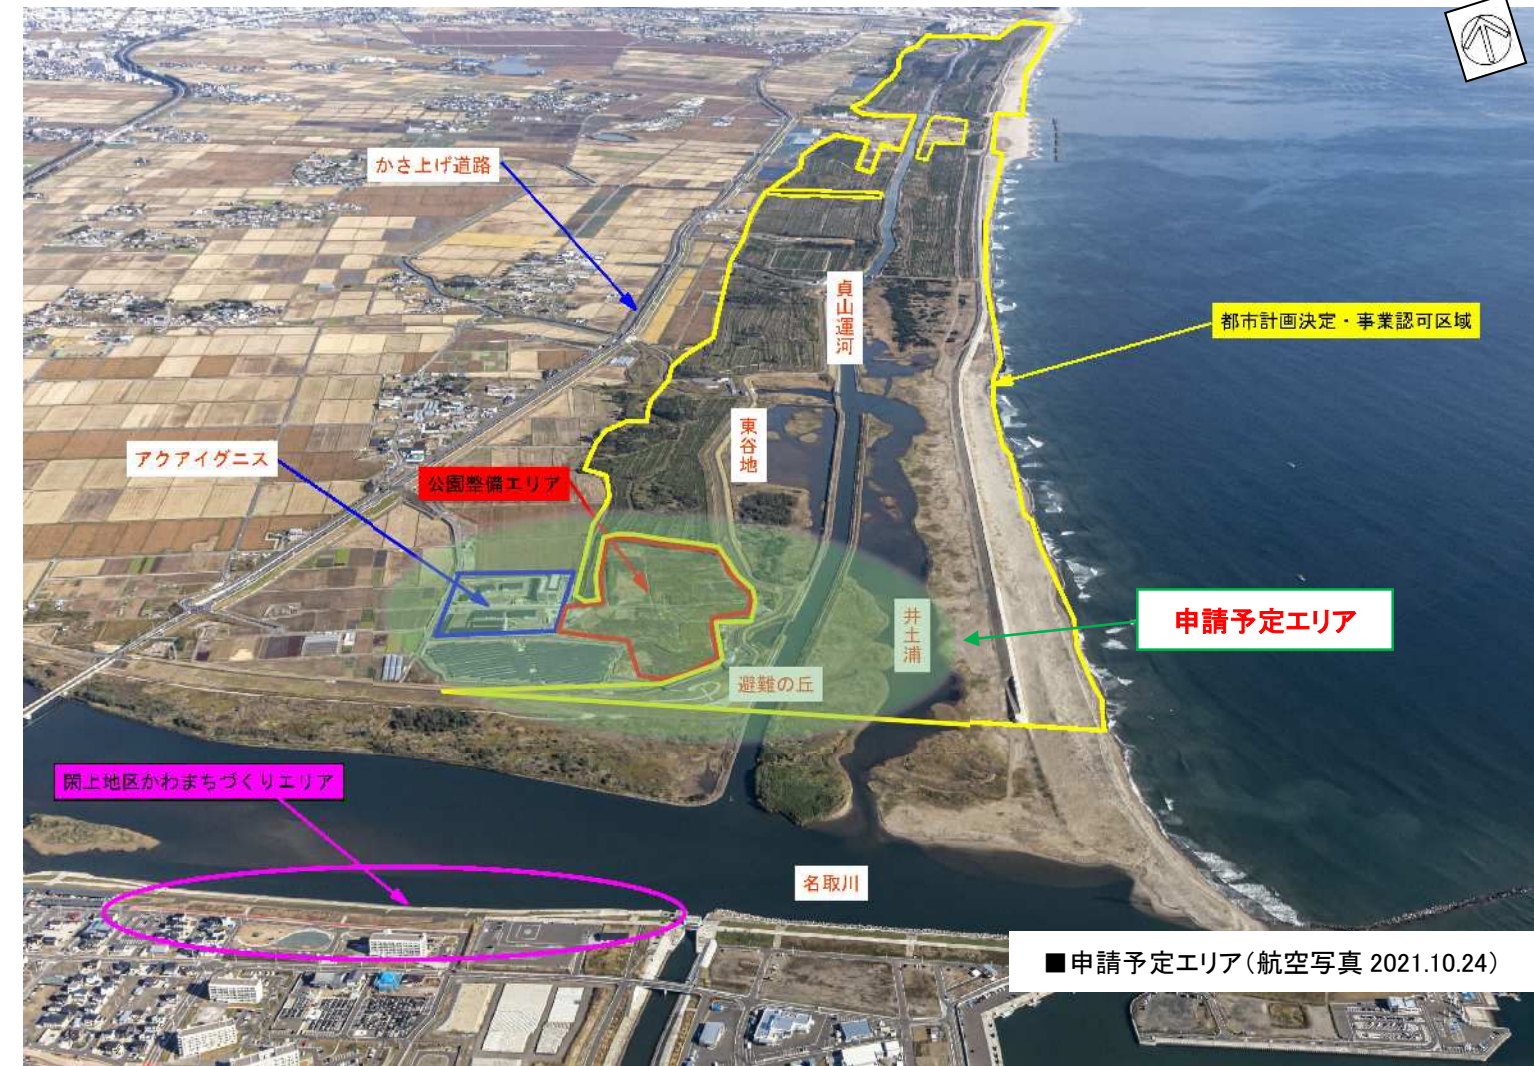 かさ上げ道路
貞山運河
都市計画決定・事業認可区域
東谷地
アクアイグニス
公園整備エリア
申請予定エリア
井土浦
避難の丘
閖上地区かわまちづくりエリア
名取川
■申請予定エリア(航空写真 2021.10.24)